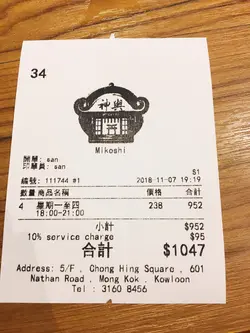 34
神輿
Mikoshi
開單: san
印單員: san
S1
編號: 111744 #1 2018-11-07 19:19
數量 商品名稱 價格 合計
4 星期一至四 238 952
18:00-21:00
小計 $952
10% service charge $95
合計 $1047
Address: 5/F , Chong Hing Square , 601
Nathan Road , Mong Kok , Kowloon
Tel : 3160 8456